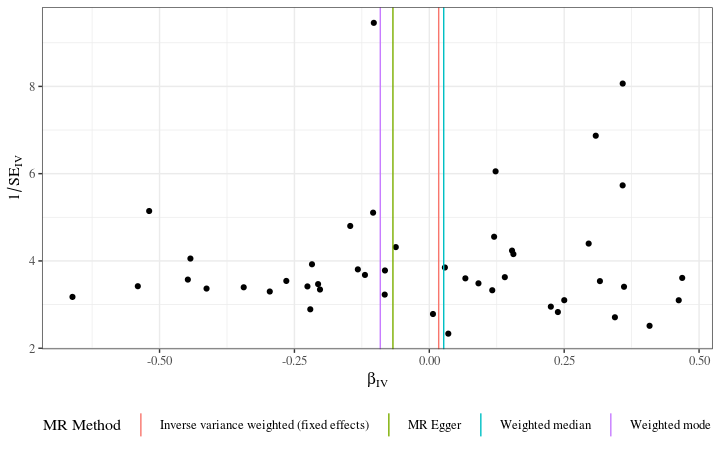 1/SE_IV
8
6
4
2
-0.50
-0.25
0.00
0.25
0.50
β_IV
MR Method
Inverse variance weighted (fixed effects)
MR Egger
Weighted median
Weighted mode